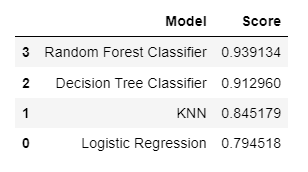 Model Score
3 Random Forest Classifier 0.939134
2 Decision Tree Classifier 0.912960
1 KNN 0.845179
0 Logistic Regression 0.794518